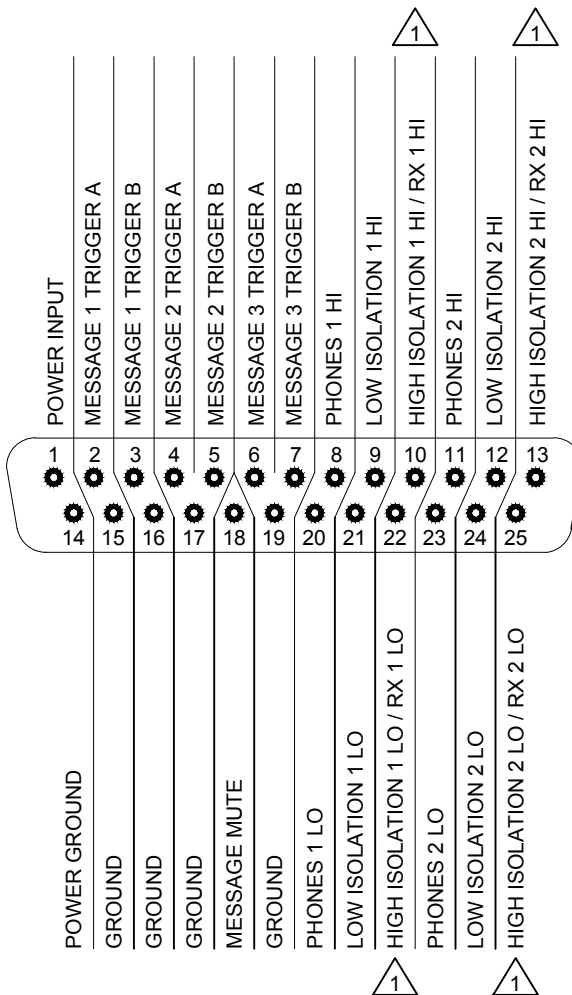 1
1
POWER INPUT
MESSAGE 1 TRIGGER A
MESSAGE 1 TRIGGER B
MESSAGE 2 TRIGGER A
MESSAGE 2 TRIGGER B
MESSAGE 3 TRIGGER A
MESSAGE 3 TRIGGER B
PHONES 1 HI
LOW ISOLATION 1 HI
HIGH ISOLATION 1 HI / RX 1 HI
PHONES 2 HI
LOW ISOLATION 2 HI
HIGH ISOLATION 2 HI / RX 2 HI
1 2 3 4 5 6 7 8 9 10 11 12 13
14 15 16 17 18 19 20 21 22 23 24 25
POWER GROUND
GROUND
GROUND
GROUND
MESSAGE MUTE
GROUND
PHONES 1 LO
LOW ISOLATION 1 LO
HIGH ISOLATION 1 LO / RX 1 LO
PHONES 2 LO
LOW ISOLATION 2 LO
HIGH ISOLATION 2 LO / RX 2 LO
1
1